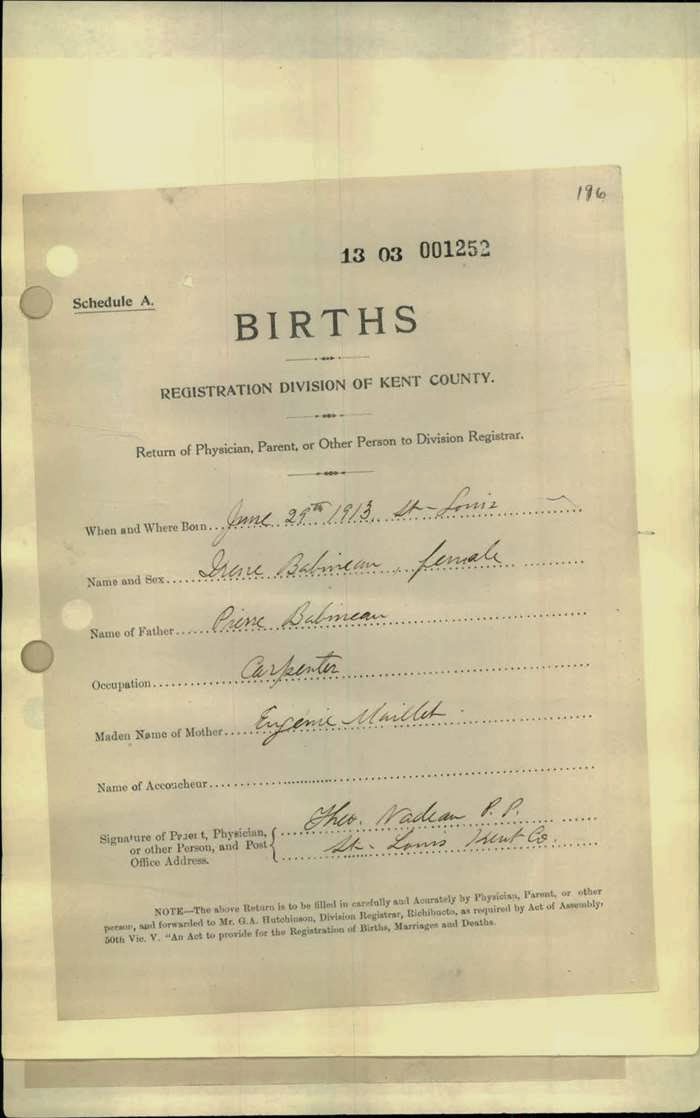 196
13 03 001252
Schedule A.
BIRTHS
REGISTRATION DIVISION OF KENT COUNTY.
Return of Physician, Parent, or Other Person to Division Registrar.
When and Where Born... June 29th 1913 St-Louis
Name and Sex... Irene Babineau, female
Name of Father... Pierre Babineau
Occupation... Carpenter
Maden Name of Mother... Eugénie Maillet
Name of Accoucheur...
Signature of Parent, Physician, Theo. Nadeau P.P.
or other Person, and Post St-Louis Kent Co.
Office Address.
NOTE—The above Return is to be filled in carefully and Acurately by Physician, Parent, or other
person, and forwarded to Mr. G.A. Hutchinson, Division Registrar, Richibucto, as required by Act of Assembly,
50th Vic. V. "An Act to provide for the Registration of Births, Marriages and Deaths.